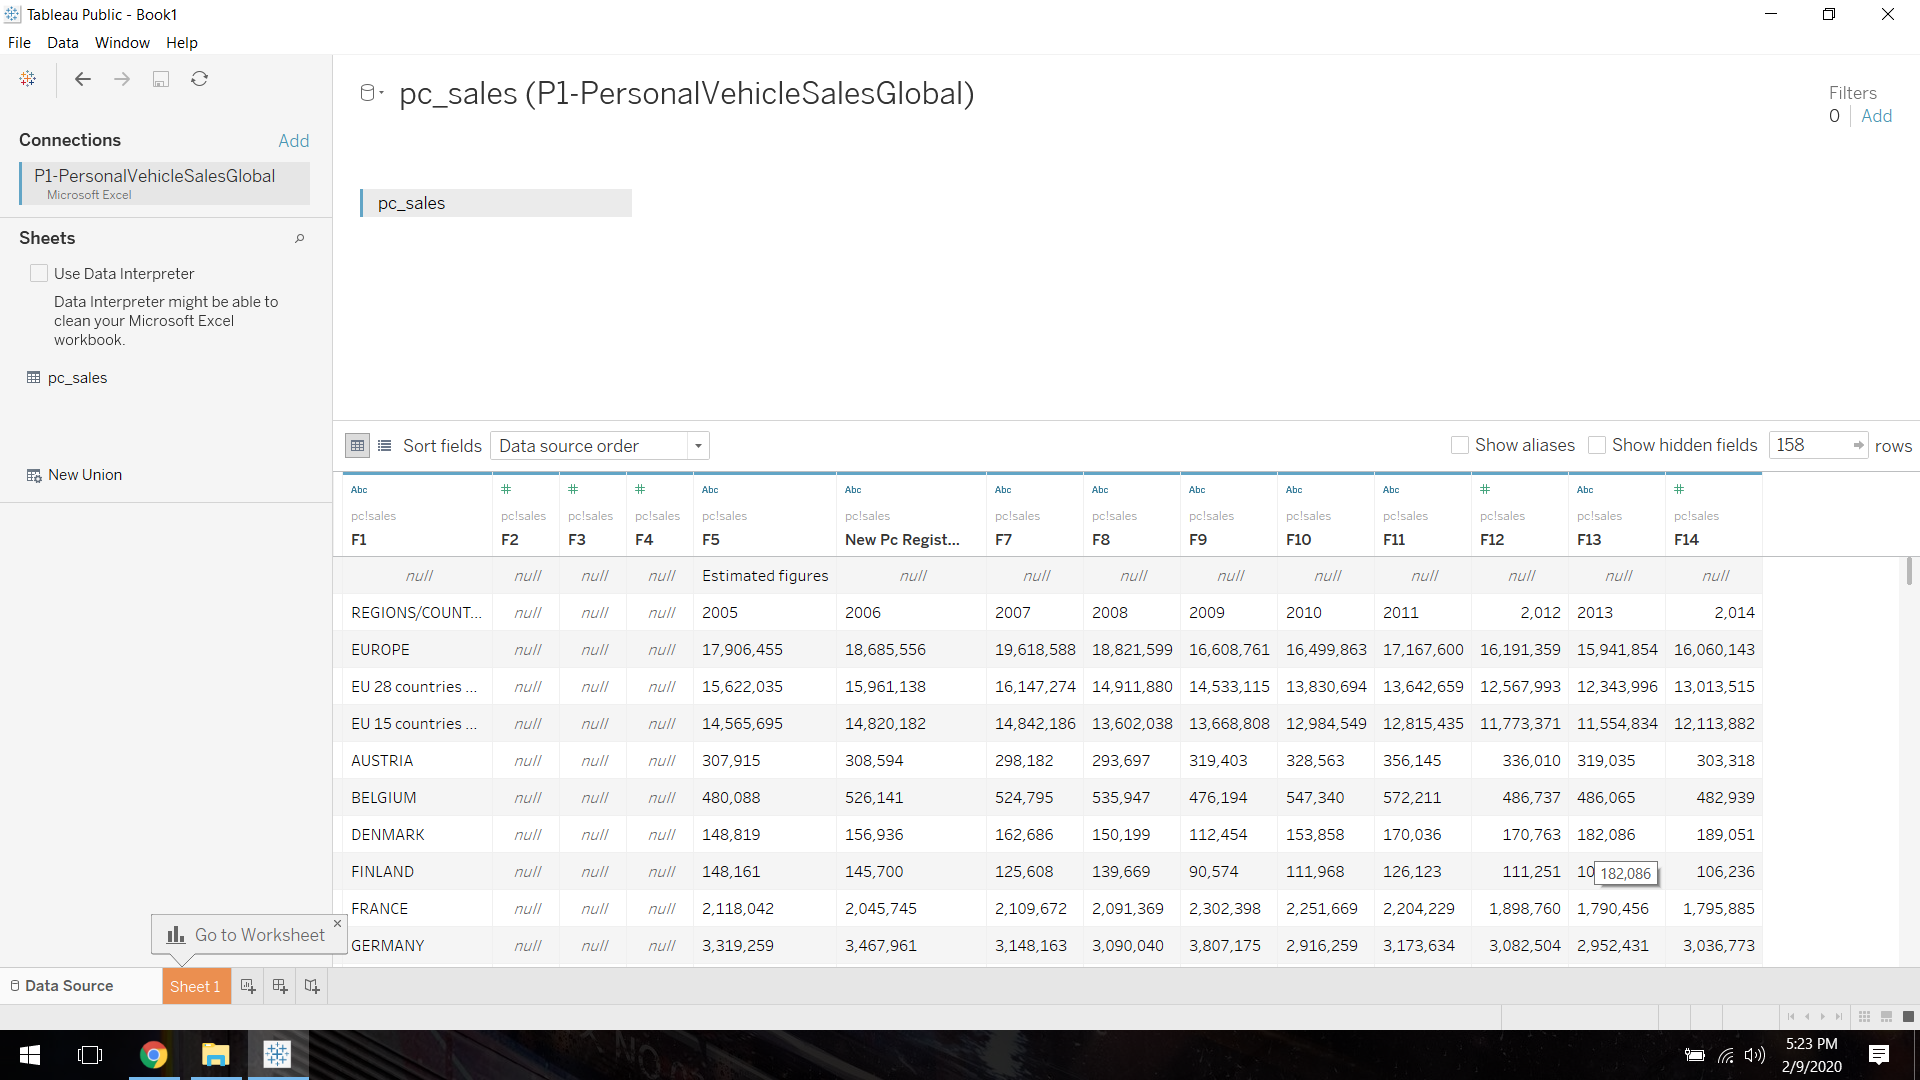 Tableau Public - Book1
File Data Window Help
Connections Add
P1-PersonalVehicleSalesGlobal
Microsoft Excel
Sheets
Use Data Interpreter
Data Interpreter might be able to
clean your Microsoft Excel
workbook.
pc_sales
New Union
pc_sales (P1-PersonalVehicleSalesGlobal)
Filters
0 Add
pc_sales
Sort fields Data source order Show aliases Show hidden fields 158 rows
Abc # # # Abc Abc Abc Abc Abc Abc Abc # Abc #
pc!sales pc!sales pc!sales pc!sales pc!sales pc!sales pc!sales pc!sales pc!sales pc!sales pc!sales pc!sales pc!sales pc!sales
F1 F2 F3 F4 F5 New Pc Regist... F7 F8 F9 F10 F11 F12 F13 F14
null null null null Estimated figures null null null null null null null null null
REGIONS/COUNT... null null null 2005 2006 2007 2008 2009 2010 2011 2,012 2013 2,014
EUROPE null null null 17,906,455 18,685,556 19,618,588 18,821,599 16,608,761 16,499,863 17,167,600 16,191,359 15,941,854 16,060,143
EU 28 countries ... null null null 15,622,035 15,961,138 16,147,274 14,911,880 14,533,115 13,830,694 13,642,659 12,567,993 12,343,996 13,013,515
EU 15 countries ... null null null 14,565,695 14,820,182 14,842,186 13,602,038 13,668,808 12,984,549 12,815,435 11,773,371 11,554,834 12,113,882
AUSTRIA null null null 307,915 308,594 298,182 293,697 319,403 328,563 356,145 336,010 319,035 303,318
BELGIUM null null null 480,088 526,141 524,795 535,947 476,194 547,340 572,211 486,737 486,065 482,939
DENMARK null null null 148,819 156,936 162,686 150,199 112,454 153,858 170,036 170,763 182,086 189,051
FINLAND null null null 148,161 145,700 125,608 139,669 90,574 111,968 126,123 111,251 10 182,086 106,236
FRANCE null null null 2,118,042 2,045,745 2,109,672 2,091,369 2,302,398 2,251,669 2,204,229 1,898,760 1,790,456 1,795,885
GERMANY null null null 3,319,259 3,467,961 3,148,163 3,090,040 3,807,175 2,916,259 3,173,634 3,082,504 2,952,431 3,036,773
Go to Worksheet
Data Source Sheet 1
5:23 PM
2/9/2020